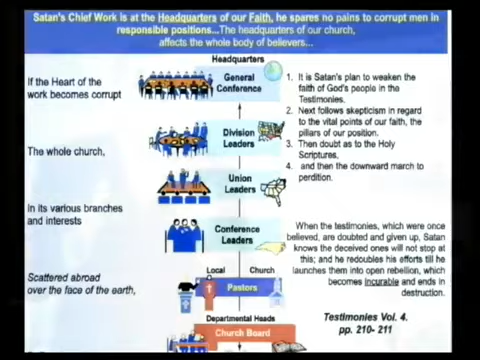 Satan's Chief Work is at the Headquarters of our Faith, he spares no pains to corrupt men in
responsible positions...The headquarters of our church,
affects the whole body of believers...
Headquarters
If the Heart of the
work becomes corrupt
General
Conference
1. It is Satan's plan to weaken the
faith of God's people in the
Testimonies.
2. Next follows skepticism in regard
to the vital points of our faith, the
pillars of our position.
3. Then doubt as to the Holy
Scriptures,
4. and then the downward march to
perdition.
Division
Leaders
The whole church,
Union
Leaders
In its various branches
and interests
Conference
Leaders
When the testimonies, which were once
believed, are doubted and given up, Satan
knows the deceived ones will not stop at
this; and he redoubles his efforts till he
launches them into open rebellion, which
becomes incurable and ends in
destruction.
Local
Church
Scattered abroad
over the face of the earth,
Pastors
Testimonies Vol. 4.
pp. 210- 211
Departmental Heads
Church Board